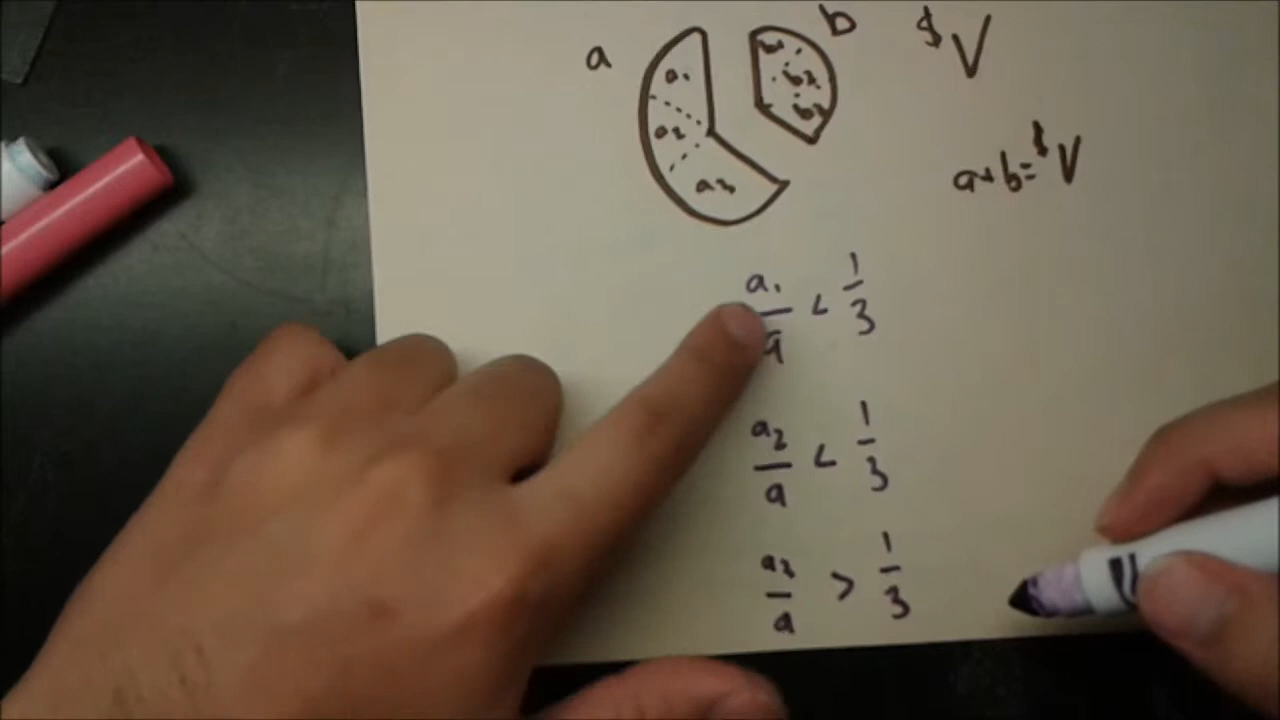 a
b
$V
a1
a2
a3
b1
b2
b3
a+b=$V
a1/a < 1/3
a2/a < 1/3
a3/a > 1/3